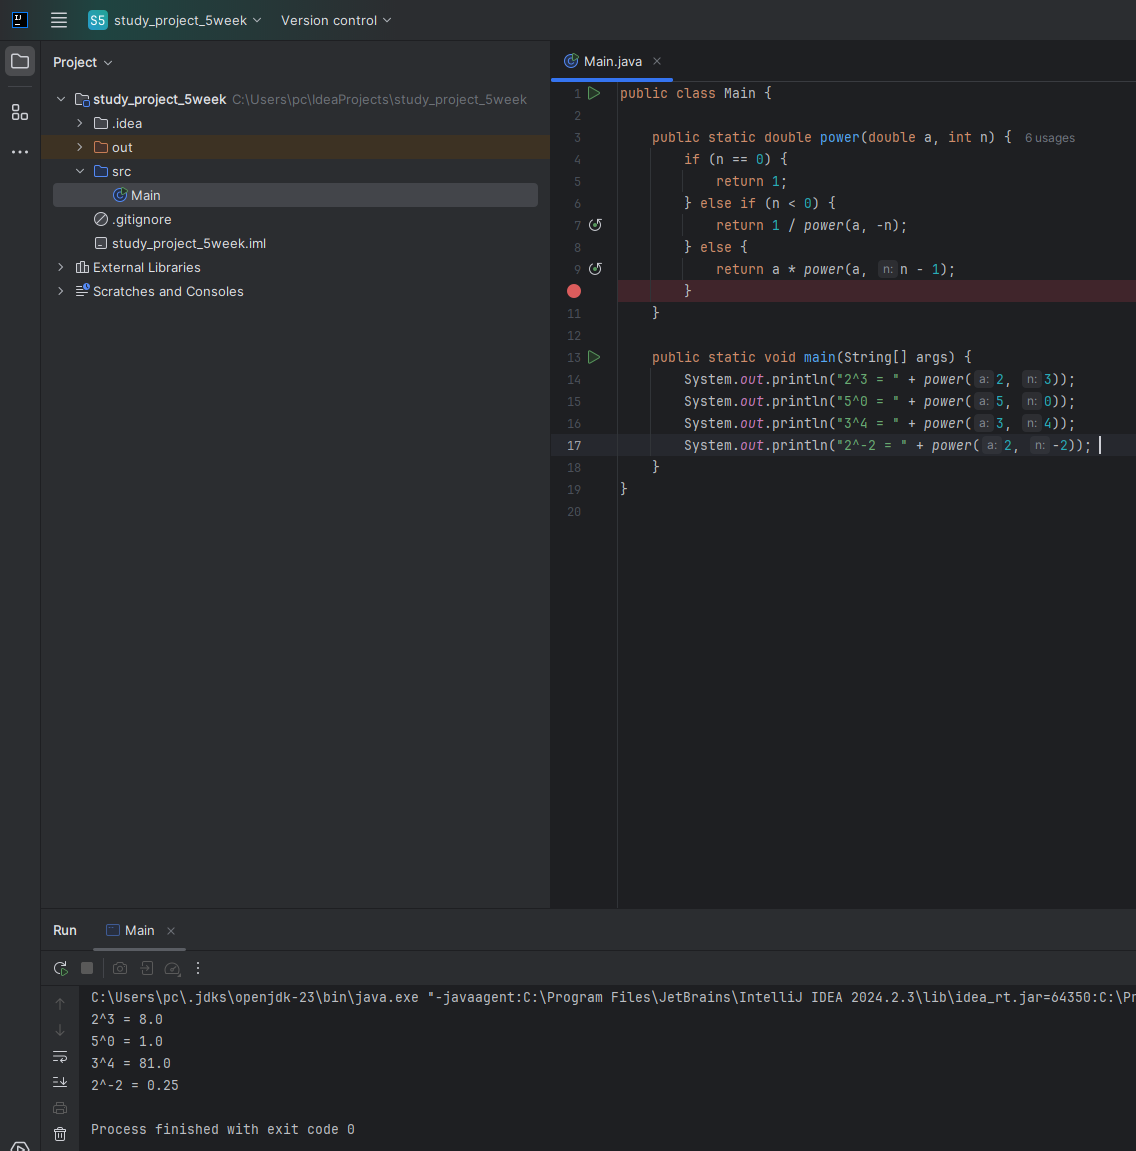 S5 study_project_5week Version control
Project
Main.java
study_project_5week C:\Users\pc\IdeaProjects\study_project_5week
.idea
out
src
Main
.gitignore
study_project_5week.iml
External Libraries
Scratches and Consoles
1 public class Main {
2
3 public static double power(double a, int n) { 6 usages
4 if (n == 0) {
5 return 1;
6 } else if (n < 0) {
7 return 1 / power(a, -n);
8 } else {
9 return a * power(a, n: n - 1);
}
11 }
12
13 public static void main(String[] args) {
14 System.out.println("2^3 = " + power( a: 2, n: 3));
15 System.out.println("5^0 = " + power( a: 5, n: 0));
16 System.out.println("3^4 = " + power( a: 3, n: 4));
17 System.out.println("2^-2 = " + power( a: 2, n: -2));
18 }
19 }
20
Run Main
C:\Users\pc\.jdks\openjdk-23\bin\java.exe "-javaagent:C:\Program Files\JetBrains\IntelliJ IDEA 2024.2.3\lib\idea_rt.jar=64350:C:\Pr
2^3 = 8.0
5^0 = 1.0
3^4 = 81.0
2^-2 = 0.25
Process finished with exit code 0